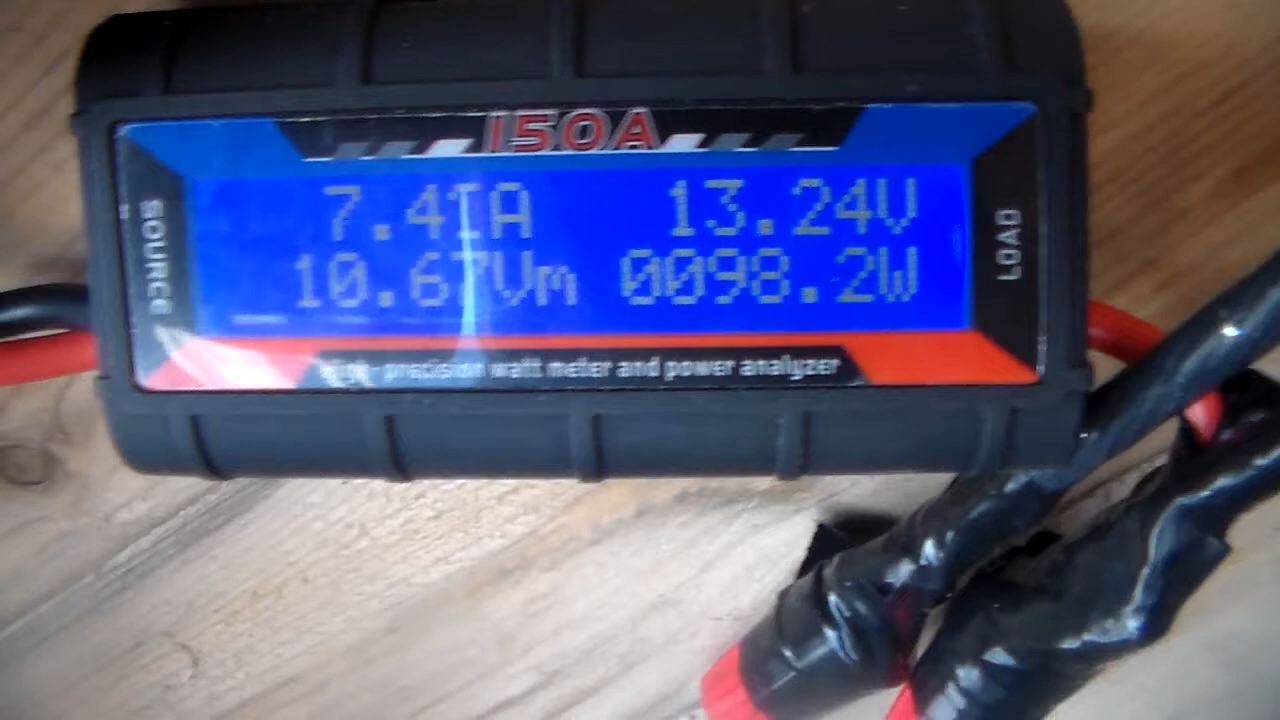 150A
SOURCE
7.41A 13.24V
10.67Vm 0098.2W
LOAD
High-precision watt meter and power analyzer